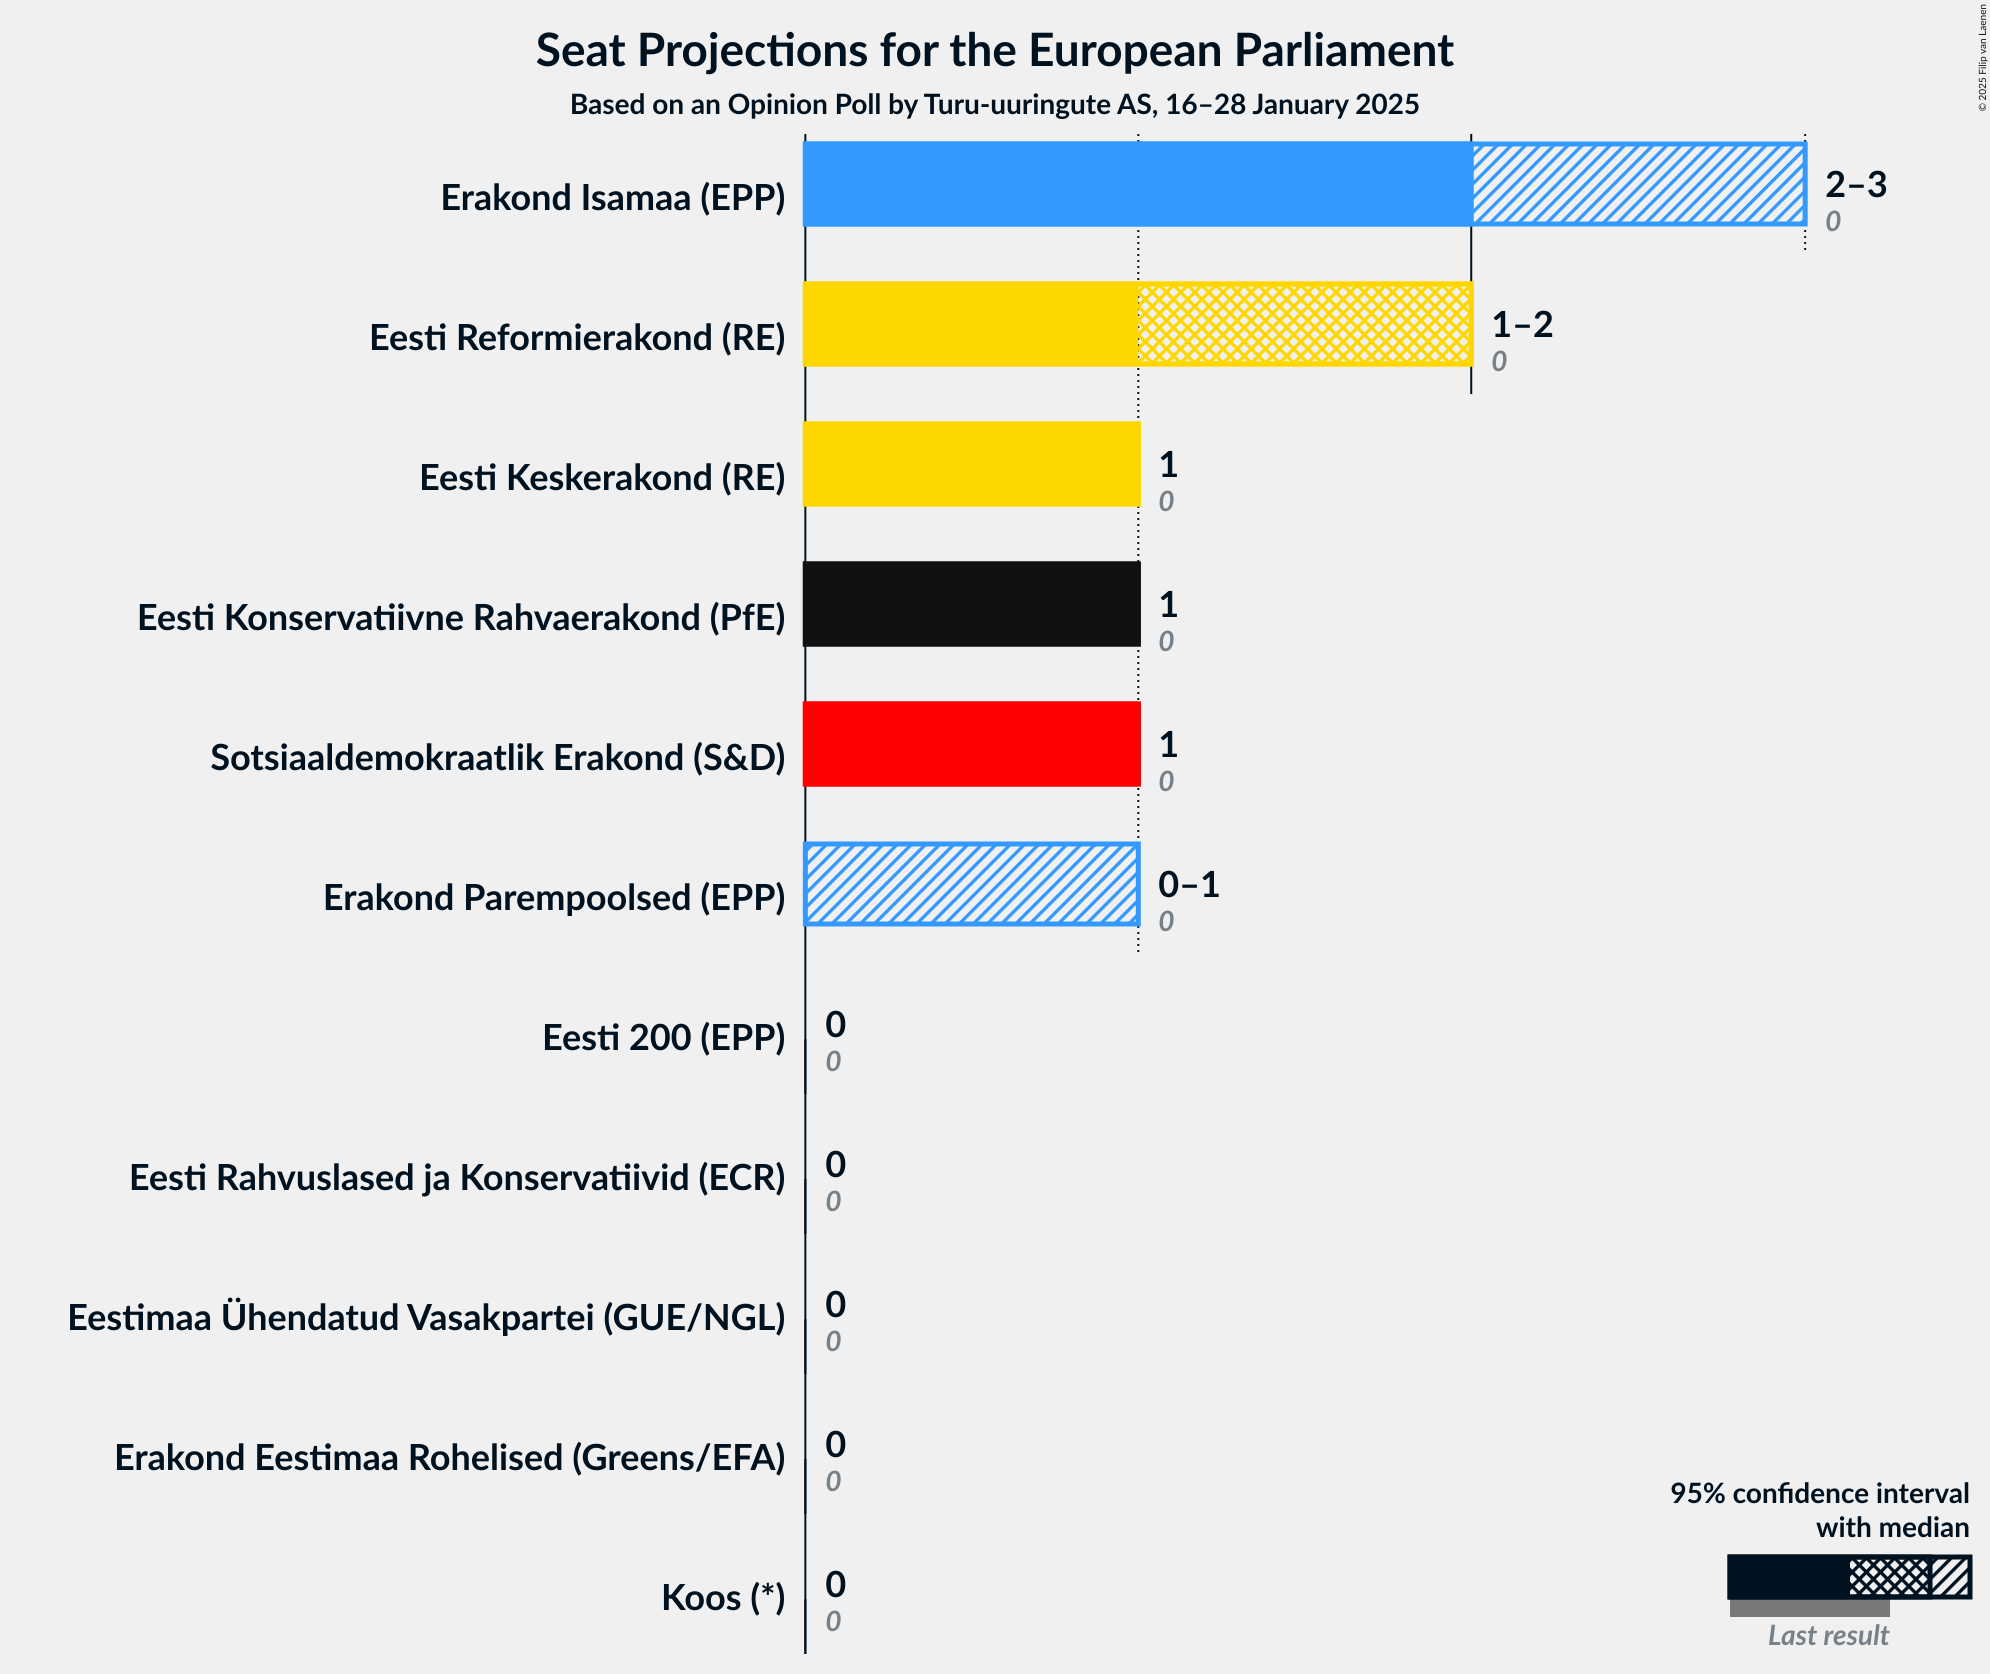 Seat Projections for the European Parliament
Based on an Opinion Poll by Turu-uuringute AS, 16–28 January 2025
© 2025 Filip van Laenen
Erakond Isamaa (EPP)
2–3
0
Eesti Reformierakond (RE)
1–2
0
Eesti Keskerakond (RE)
1
0
Eesti Konservatiivne Rahvaerakond (PfE)
1
0
Sotsiaaldemokraatlik Erakond (S&D)
1
0
Erakond Parempoolsed (EPP)
0–1
0
Eesti 200 (EPP)
0
0
Eesti Rahvuslased ja Konservatiivid (ECR)
0
0
Eestimaa Ühendatud Vasakpartei (GUE/NGL)
0
0
Erakond Eestimaa Rohelised (Greens/EFA)
0
0
Koos (*)
0
0
95% confidence interval
with median
Last result